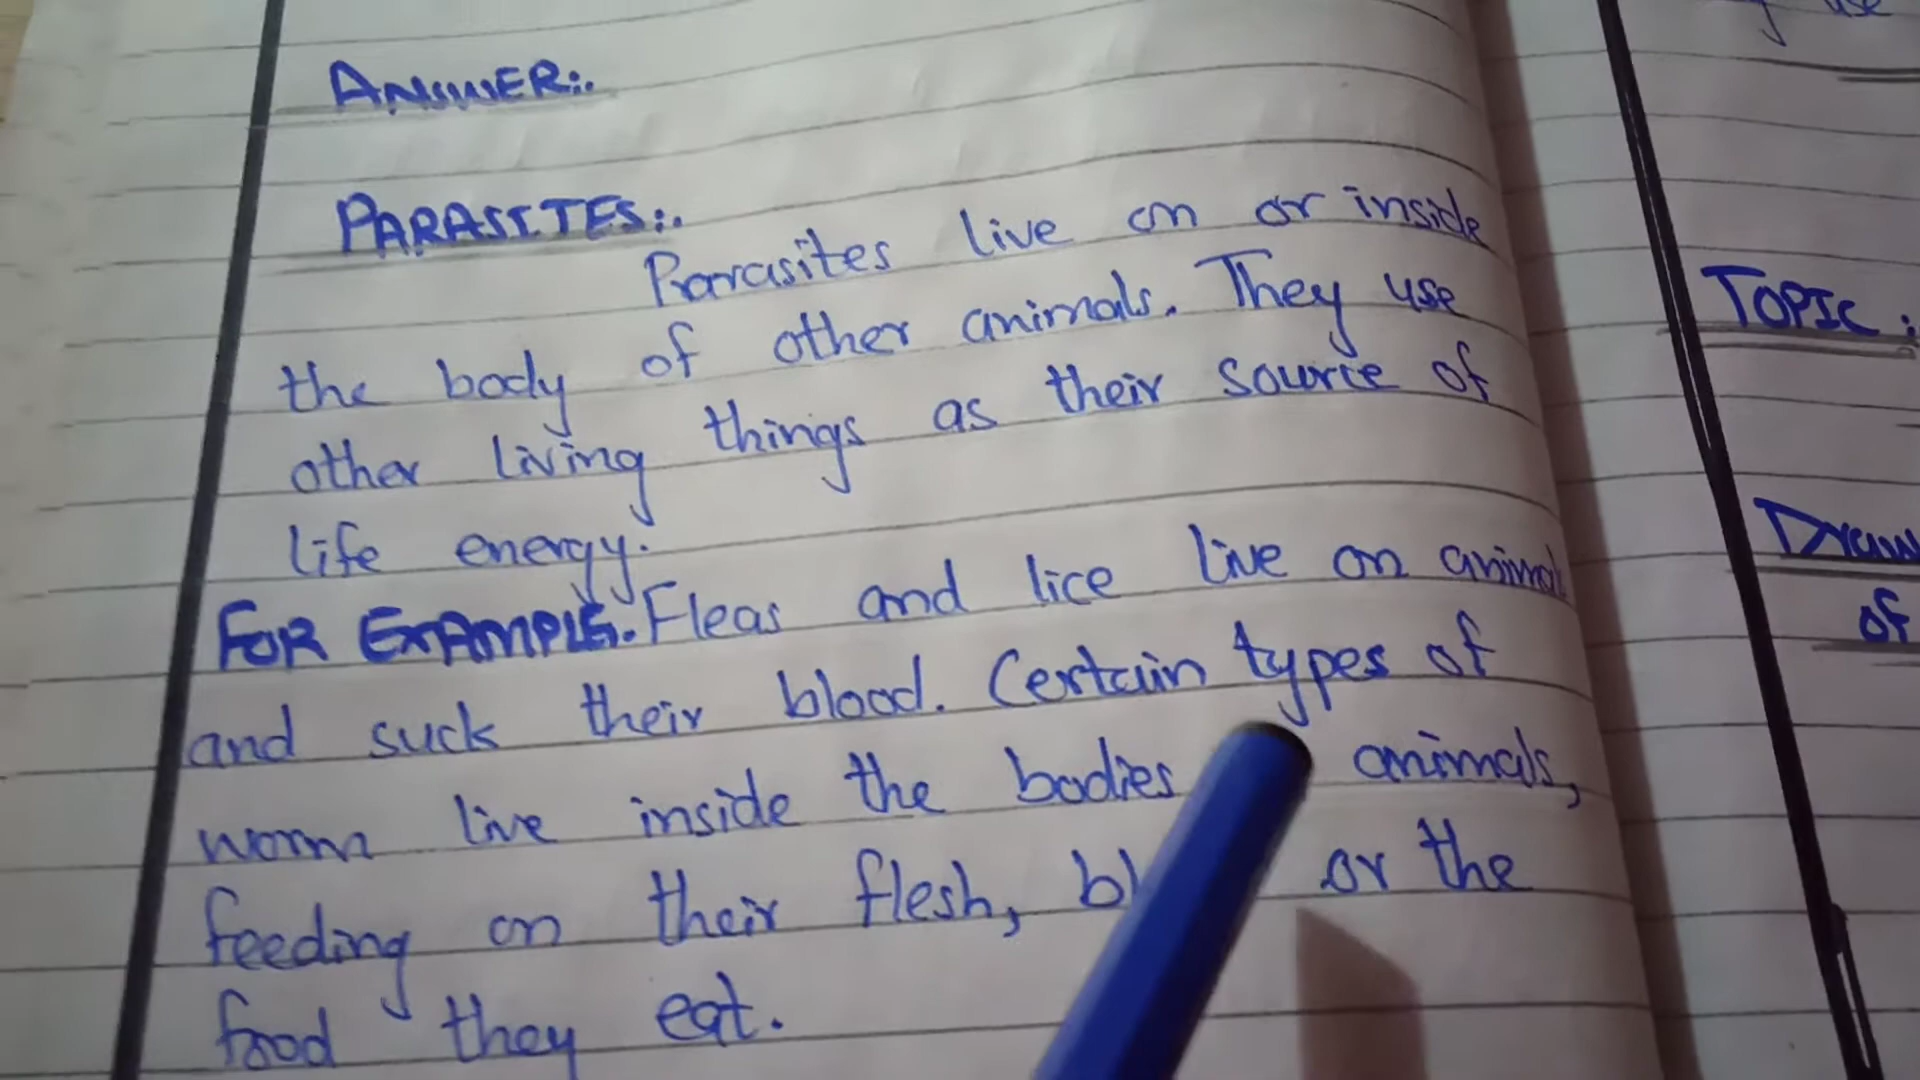 ANSWER:.
PARASITES:.
Parasites live on or inside
the body of other animals. They use
other living things as their source of
life energy.
FOR EXAMPLE. Fleas and lice live on animal
and suck their blood. Certain types of
worm live inside the bodies animals,
feeding on their flesh, or the
food they eat.
TOPIC:
of